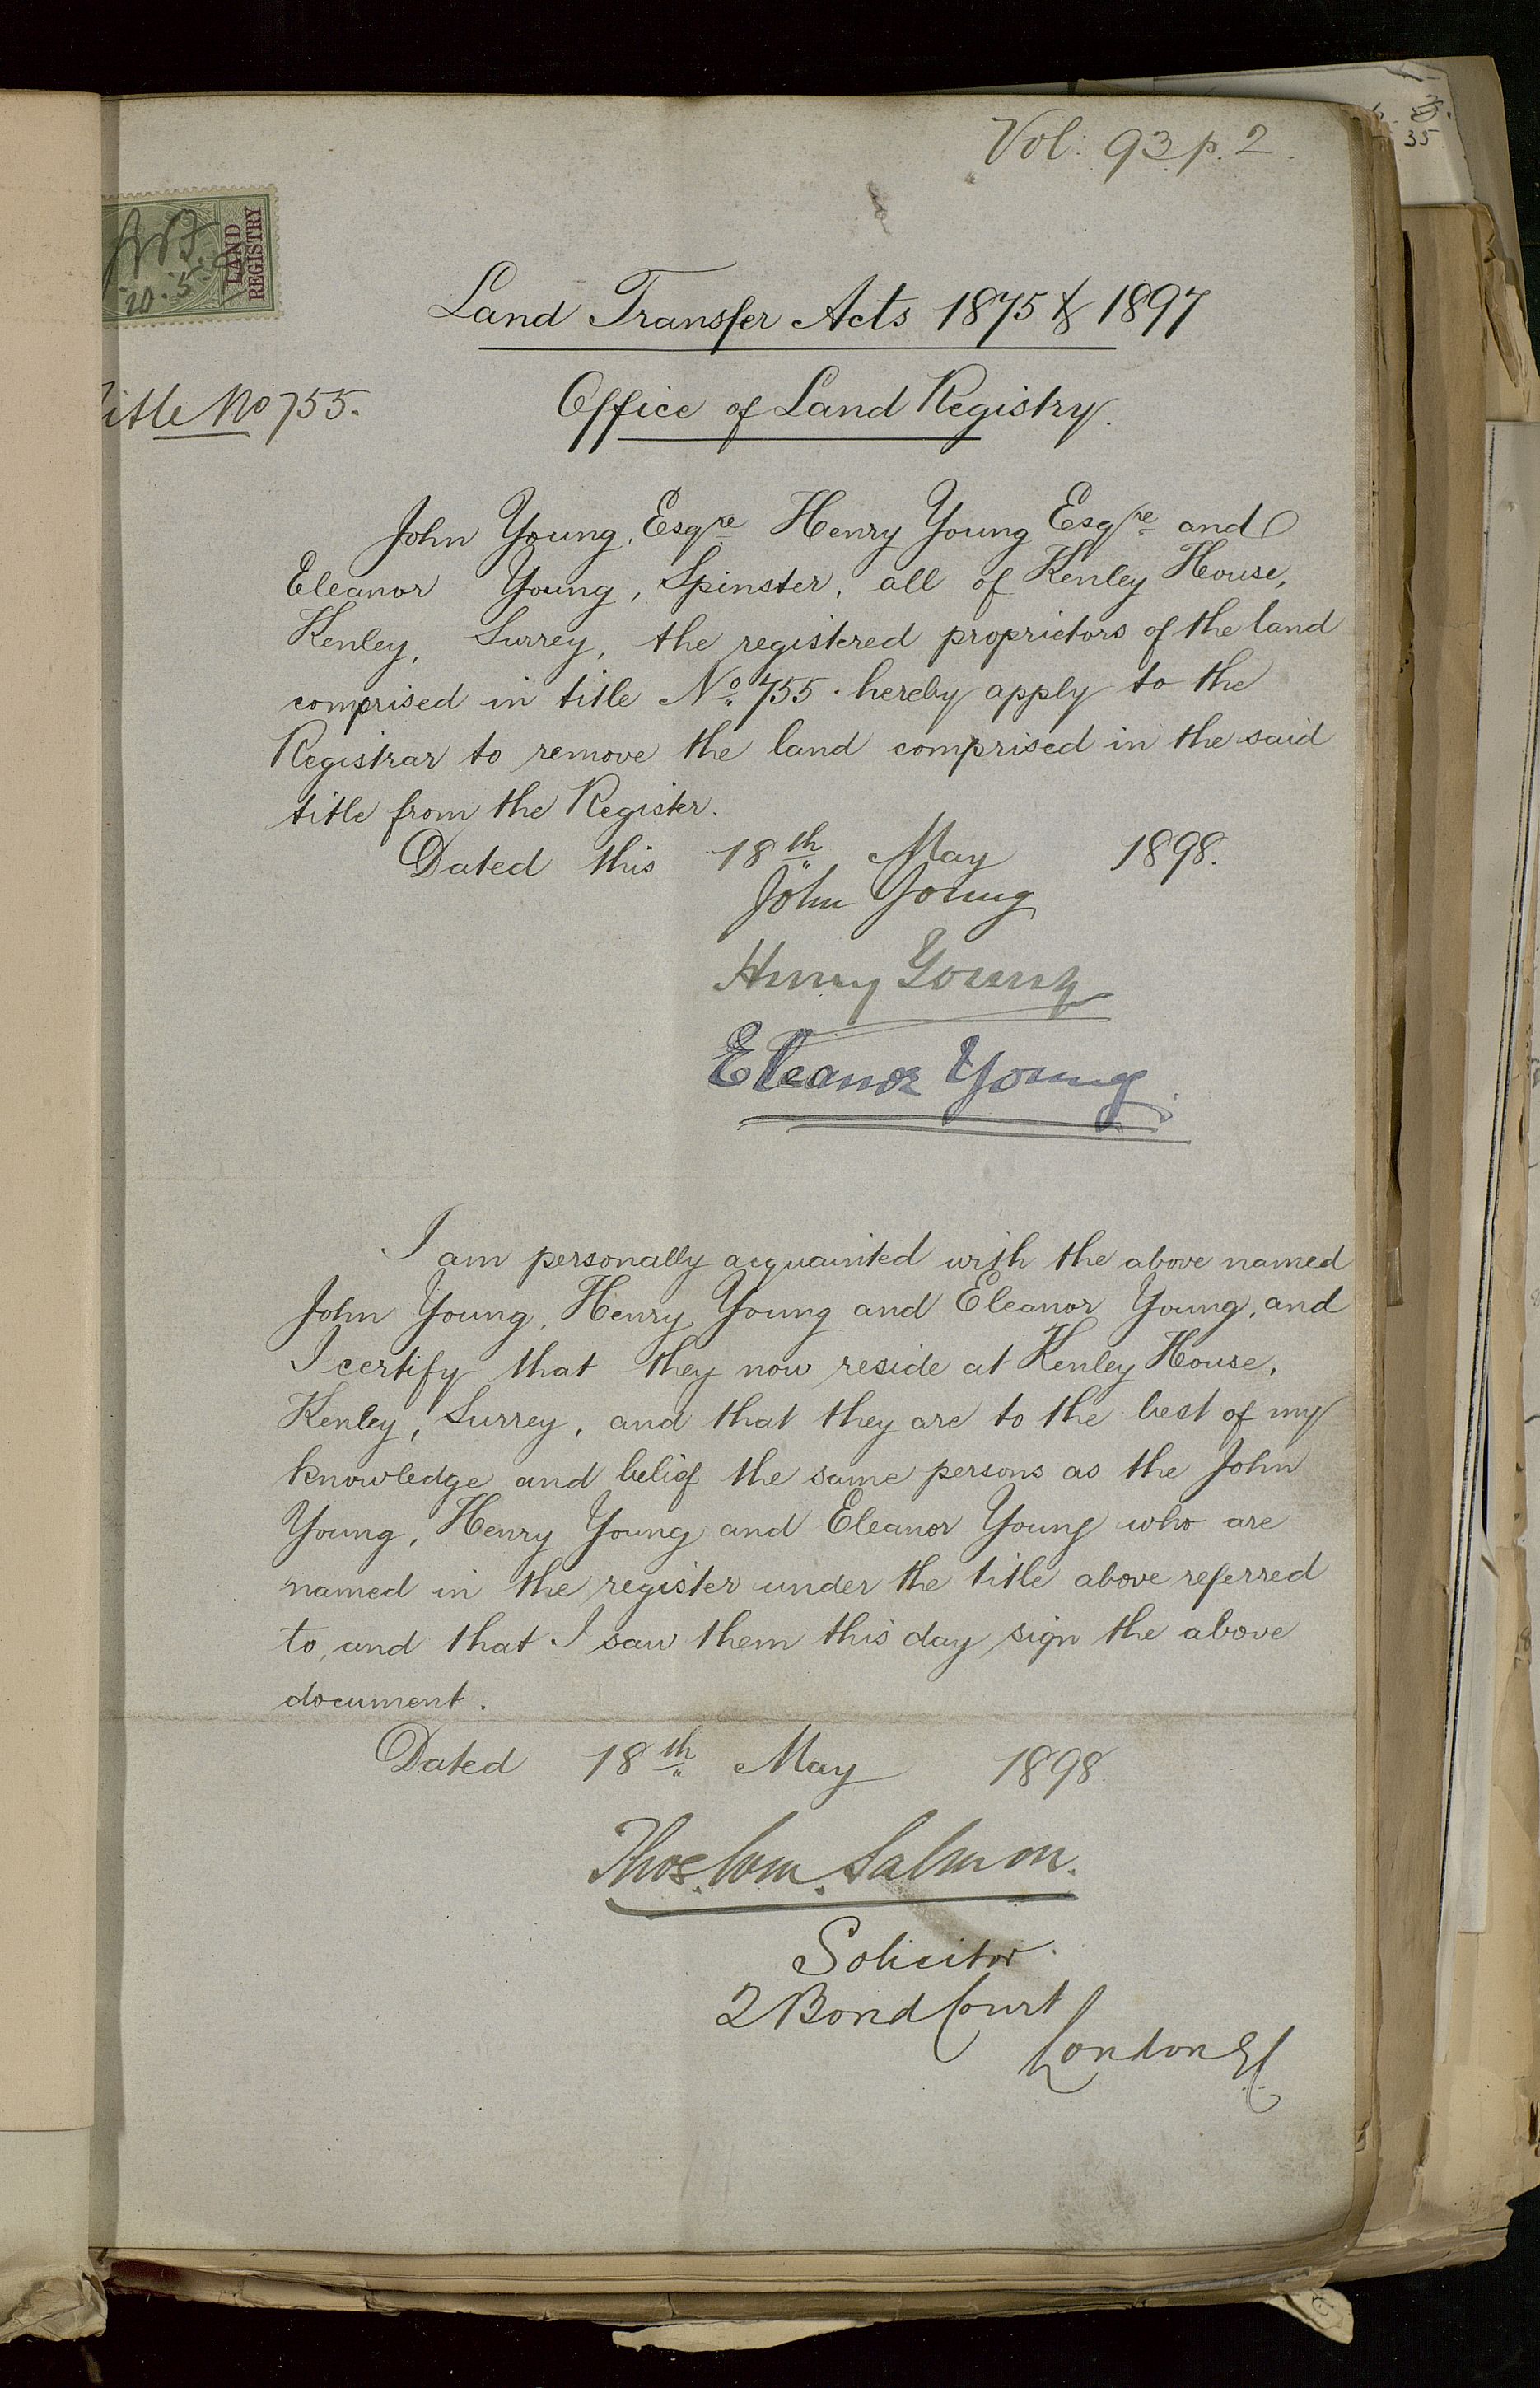 Vol: 93 p. 2.
35
LAND
REGISTRY
20.5.
Land Transfer Acts 1875 & 1897
itle No 755.
Office of Land Registry.
John Young, Esqre Henry Young Esqre and
Eleanor Young, Spinster, all of Kenley House,
Kenley, Surrey, the registered proprietors of the land
comprised in title No. 755. hereby apply to the
Registrar to remove the land comprised in the said
title from the Register.
Dated this 18th May 1898.
John Young
Henry Young
Eleanor Young
I am personally acquainted with the above named
John Young, Henry Young and Eleanor Young, and
I certify that they now reside at Kenley House,
Kenley, Surrey, and that they are to the best of my
knowledge and belief the same persons as the John
Young, Henry Young and Eleanor Young who are
named in the register under the title above referred
to, and that I saw them this day sign the above
document.
Dated 18th May 1898.
Thos. Wm. Salmon.
Solicitor.
2 Bond Court
London EC